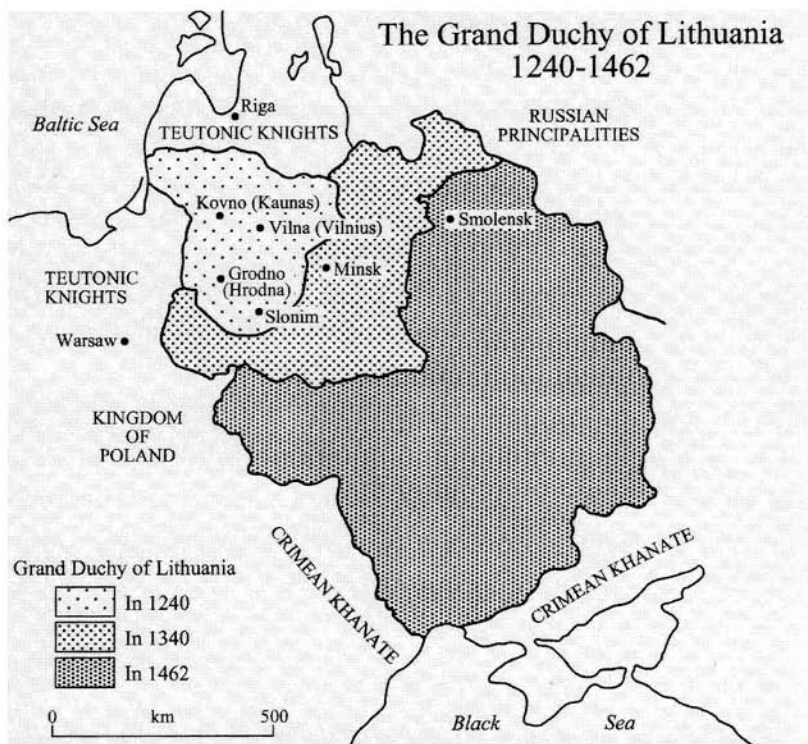 The Grand Duchy of Lithuania
1240-1462
Riga
Baltic Sea
TEUTONIC KNIGHTS
RUSSIAN
PRINCIPALITIES
Kovno (Kaunas)
Vilna (Vilnius)
Smolensk
TEUTONIC
KNIGHTS
Grodno
(Hrodna)
Minsk
Slonim
Warsaw
KINGDOM
OF
POLAND
CRIMEAN KHANATE
CRIMEAN KHANATE
Grand Duchy of Lithuania
In 1240
In 1340
In 1462
0 km 500
Black Sea